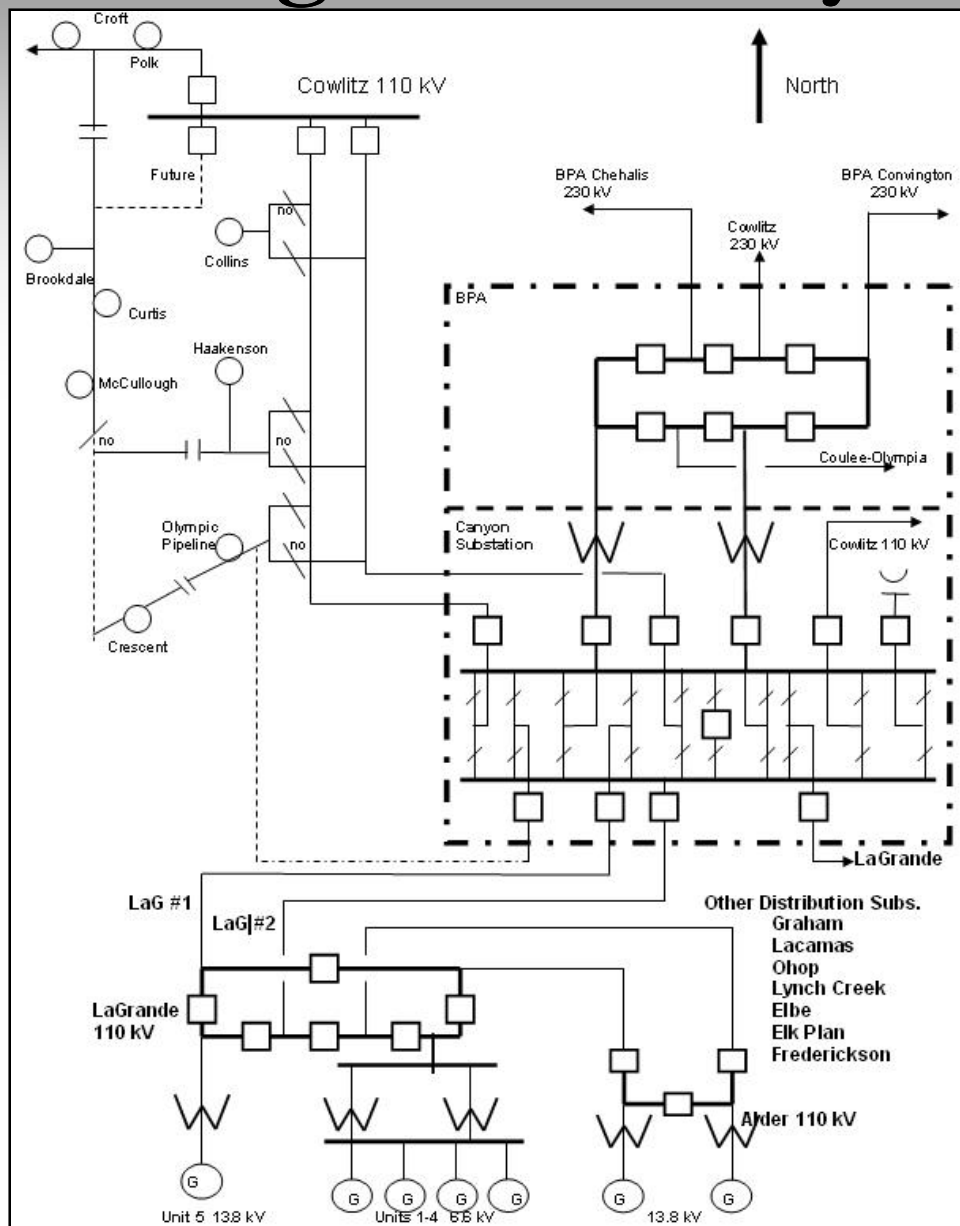 Croft
Polk
Cowlitz 110 kV
North
Future
BPA Chehalis
230 kV
BPA Convington
230 kV
no
Cowlitz
230 kV
Collins
Brookdale
BPA
Curtis
Haakenson
McCullough
no
no
Coulee-Olympia
Olympic
Pipeline
Canyon
Substation
no
Cowlitz 110 kV
Crescent
LaGrande
LaG #1
LaG #2
Other Distribution Subs.
Graham
Lacamas
Ohop
Lynch Creek
Elbe
Elk Plan
Frederickson
LaGrande
110 kV
Alder 110 kV
G
G
G
G
G
G
G
Unit 5 13.8 kV
Units 1-4 6.6 kV
13.8 kV